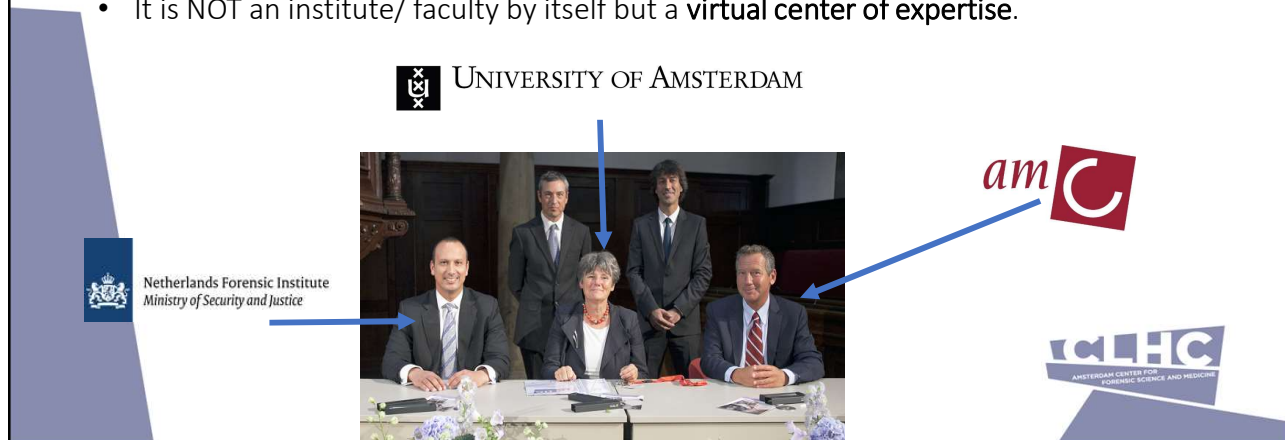 • It is NOT an institute/ faculty by itself but a virtual center of expertise.
UNIVERSITY OF AMSTERDAM
amC
Netherlands Forensic Institute
Ministry of Security and Justice
CLHC
AMSTERDAM CENTER FOR
FORENSIC SCIENCE AND MEDICINE